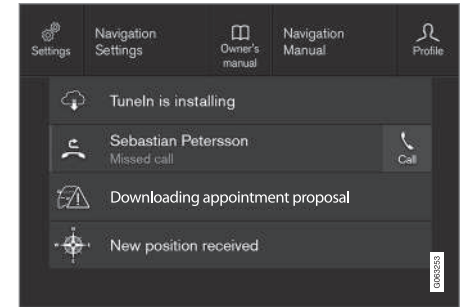 Settings
Navigation
Settings
Owner's
manual
Navigation
Manual
Profile
TuneIn is installing
Sebastian Petersson
Missed call
Call
Downloading appointment proposal
New position received
G063253